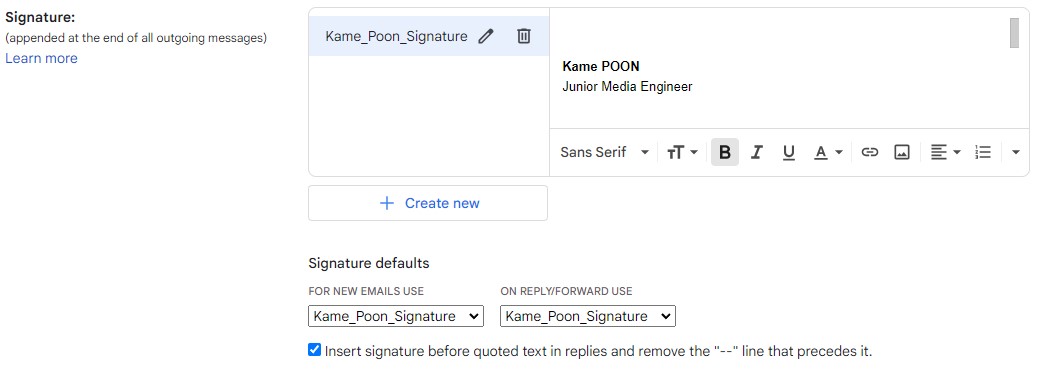 Signature:
(appended at the end of all outgoing messages)
Learn more
Kame_Poon_Signature
Kame POON
Junior Media Engineer
Sans Serif
B I U A
Create new
Signature defaults
FOR NEW EMAILS USE
ON REPLY/FORWARD USE
Kame_Poon_Signature
Kame_Poon_Signature
Insert signature before quoted text in replies and remove the "--" line that precedes it.